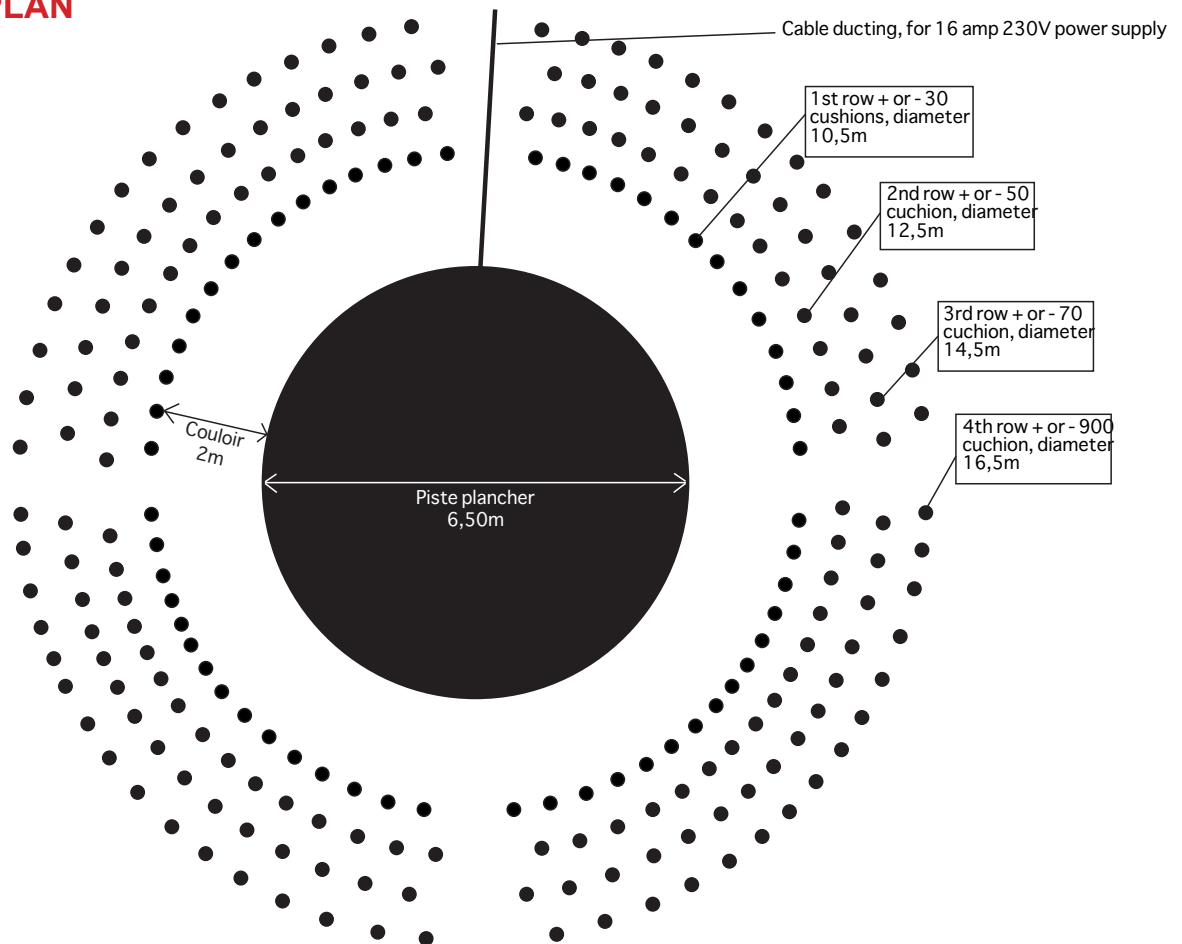 PLAN
Cable ducting, for 16 amp 230V power supply
1st row + or - 30
cushions, diameter
10,5m
2nd row + or - 50
cuchion, diameter
12,5m
3rd row + or - 70
cuchion, diameter
14,5m
4th row + or - 900
cuchion, diameter
16,5m
Couloir
2m
Piste plancher
6,50m